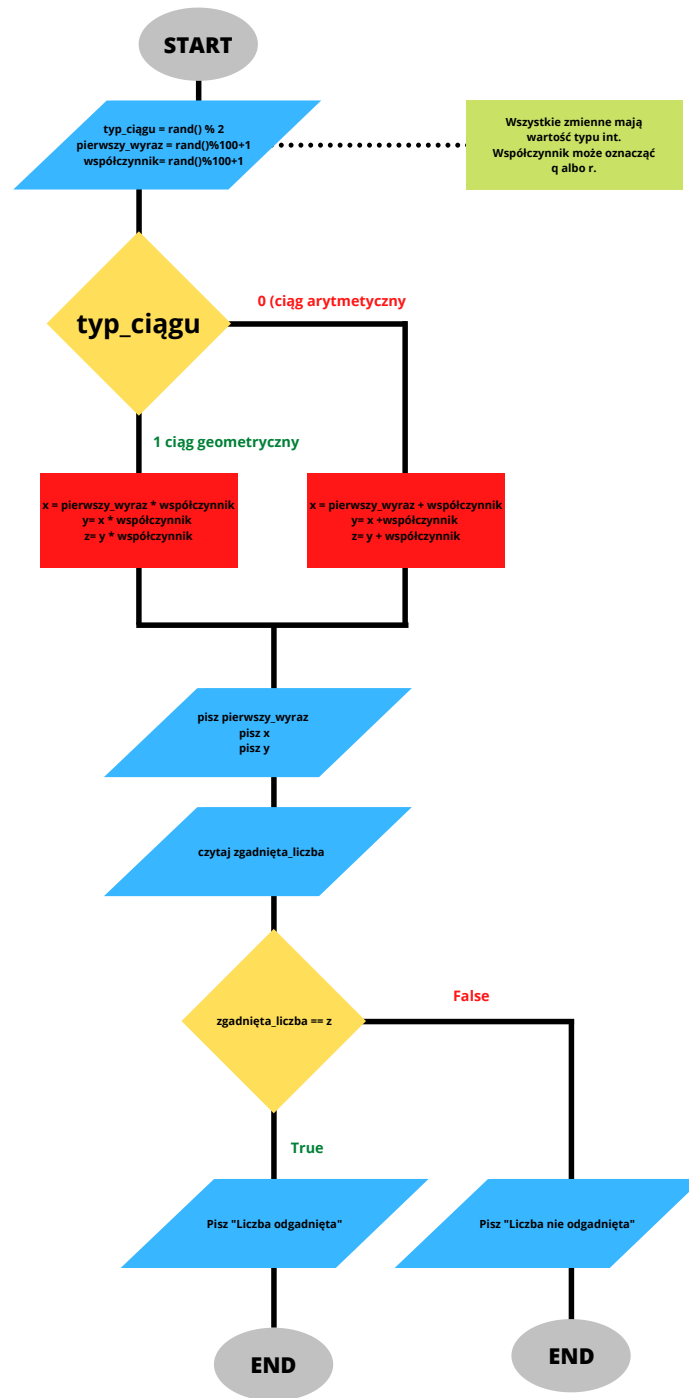 START
typ_ciągu = rand() % 2
pierwszy_wyraz = rand()%100+1
współczynnik= rand()%100+1
Wszystkie zmienne mają
wartość typu int.
Współczynnik może oznaczać
q albo r.
typ_ciągu
0 (ciąg arytmetyczny
1 ciąg geometryczny
x = pierwszy_wyraz * współczynnik
y= x * współczynnik
z= y * współczynnik
x = pierwszy_wyraz + współczynnik
y= x +współczynnik
z= y + współczynnik
pisz pierwszy_wyraz
pisz x
pisz y
czytaj zgadnięta_liczba
zgadnięta_liczba == z
False
True
Pisz "Liczba odgadnięta"
Pisz "Liczba nie odgadnięta"
END
END